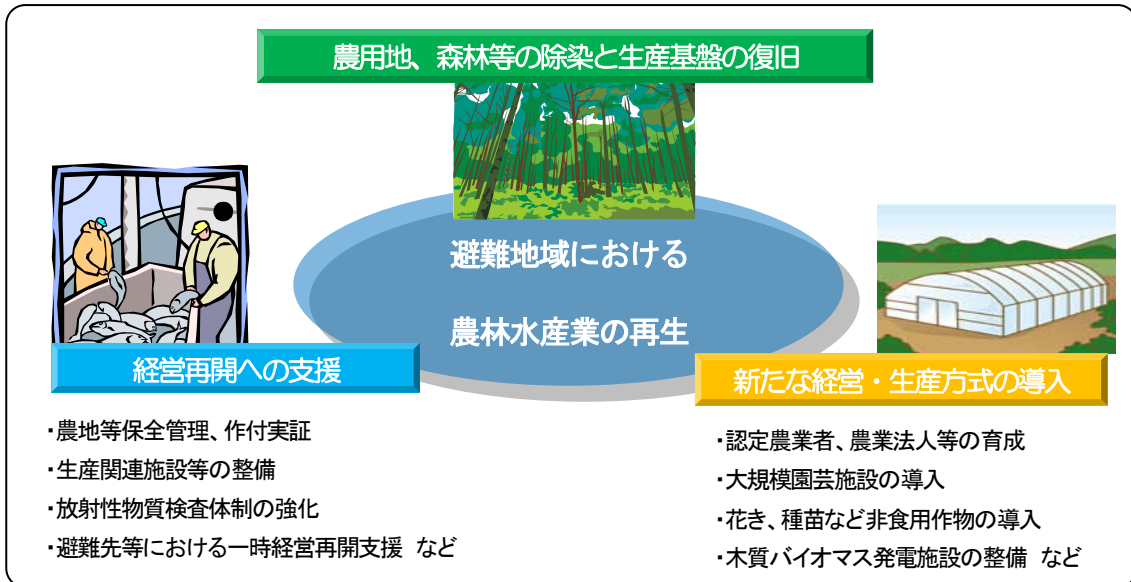 農用地、森林等の除染と生産基盤の復旧
避難地域における
農林水産業の再生
経営再開への支援
・農地等保全管理、作付実証
・生産関連施設等の整備
・放射性物質検査体制の強化
・避難先等における一時経営再開支援 など
新たな経営・生産方式の導入
・認定農業者、農業法人等の育成
・大規模園芸施設の導入
・花き、種苗など非食用作物の導入
・木質バイオマス発電施設の整備 など